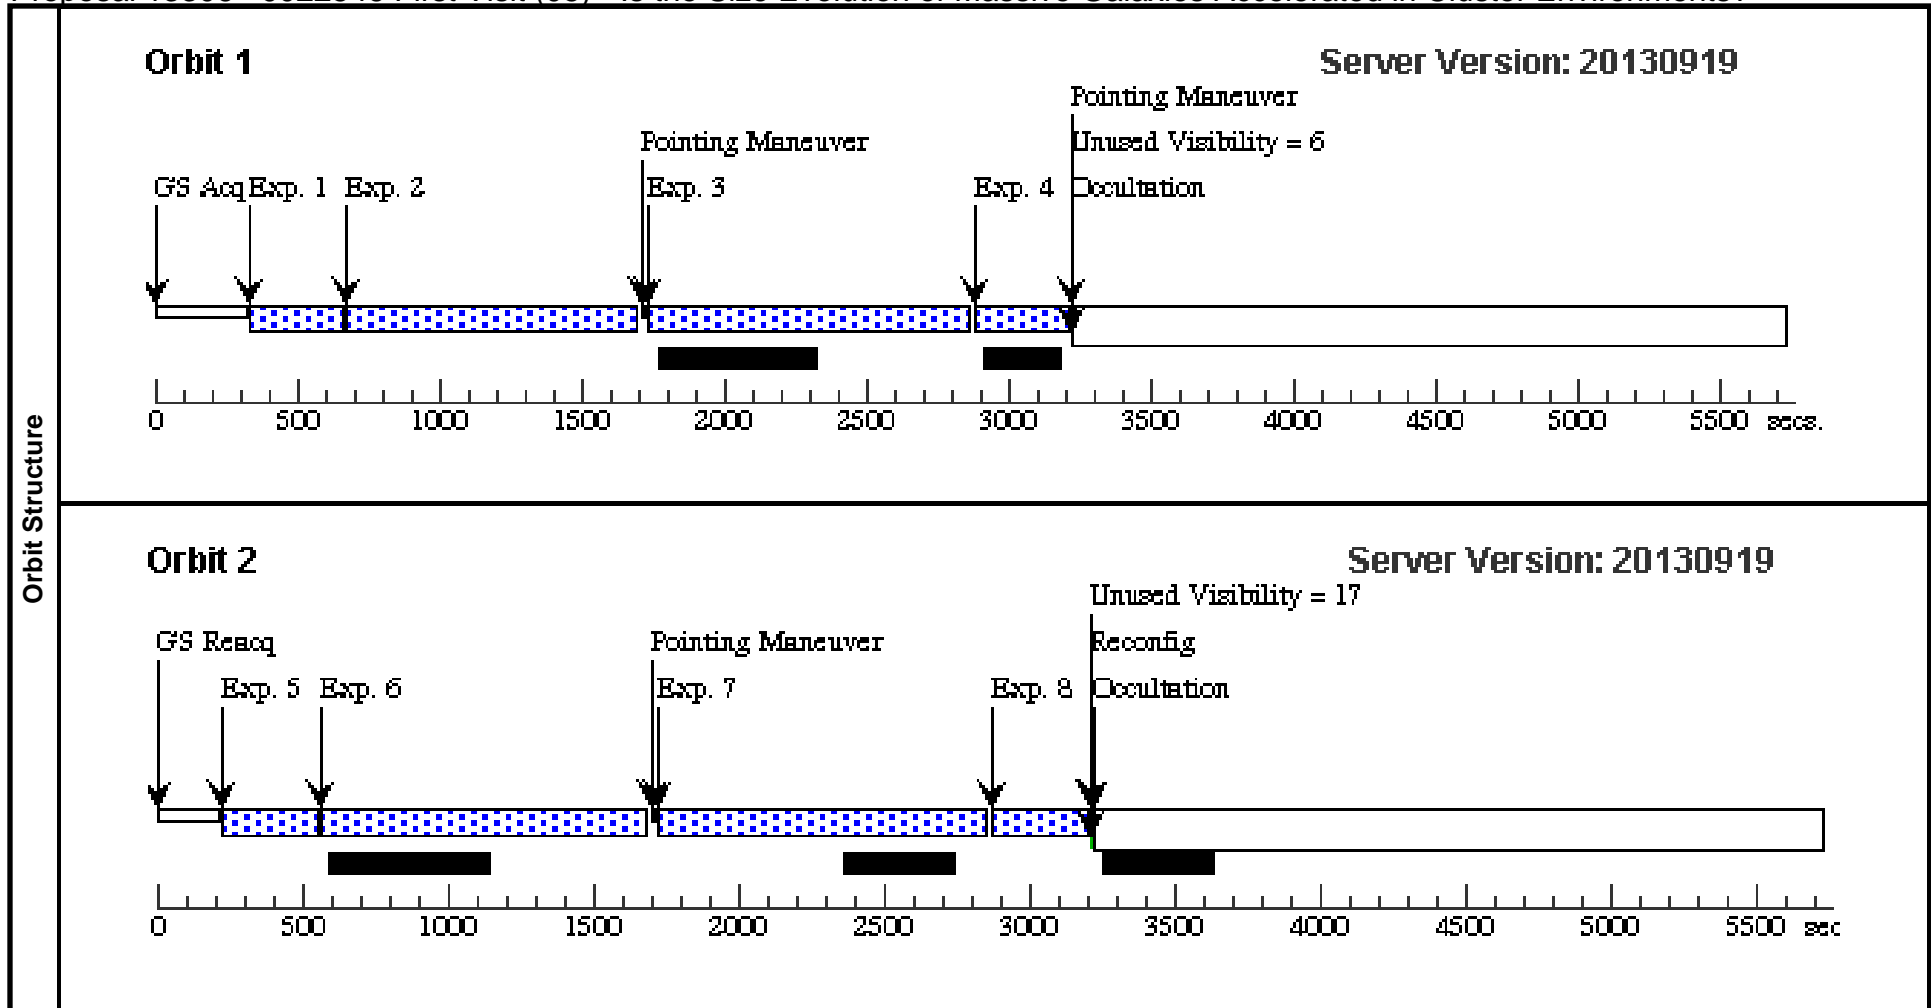 Orbit Structure
Orbit 1
Server Version: 20130919
Pointing Maneuver
Pointing Maneuver
Unused Visibility = 6
GS Acq
Exp. 1
Exp. 2
Exp. 3
Exp. 4
Occultation
0 500 1000 1500 2000 2500 3000 3500 4000 4500 5000 5500 secs.
Orbit 2
Server Version: 20130919
Unused Visibility = 17
GS Reacq
Pointing Maneuver
Reconfig
Exp. 5
Exp. 6
Exp. 7
Exp. 8
Occultation
0 500 1000 1500 2000 2500 3000 3500 4000 4500 5000 5500 sec